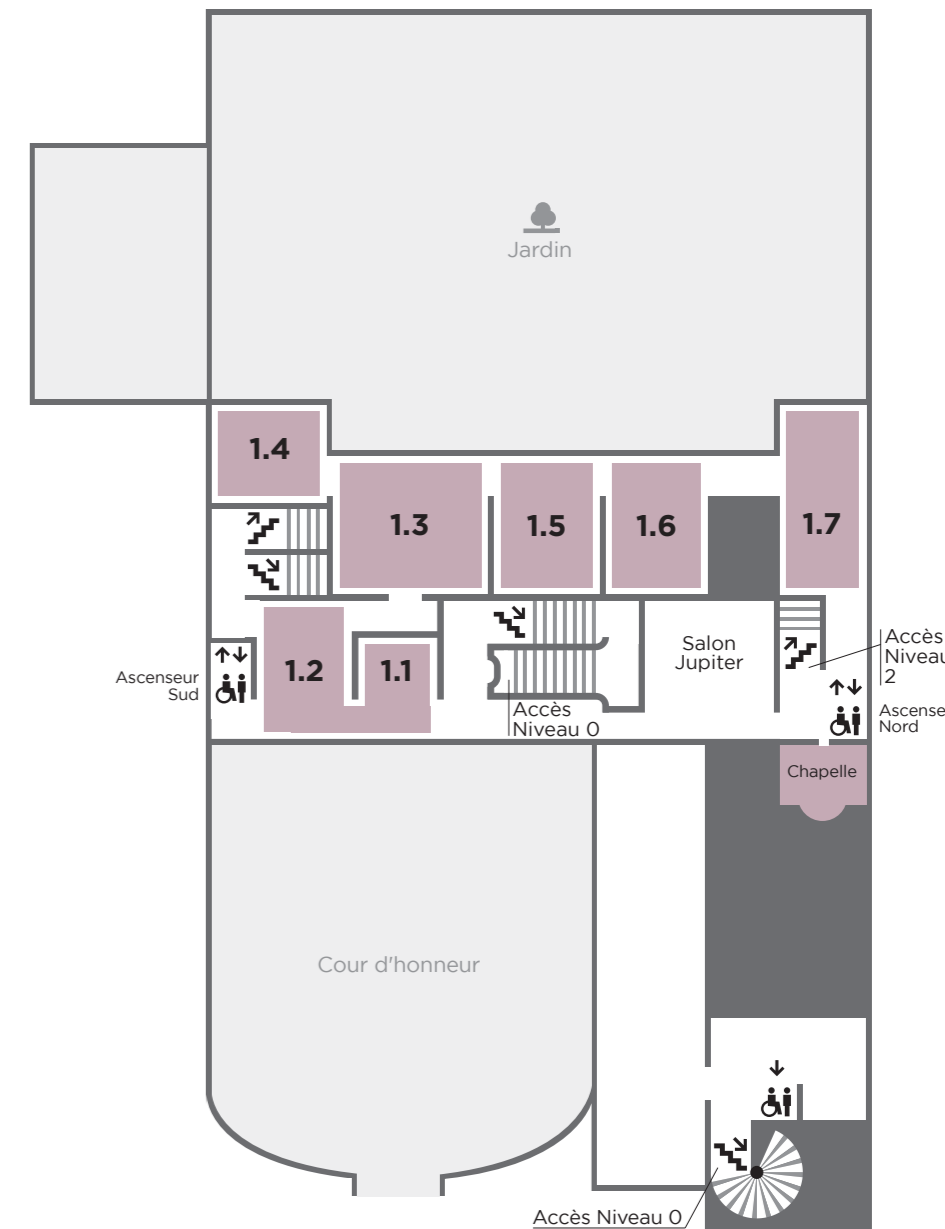 Jardin
1.4
1.3
1.5
1.6
1.7
Salon
Jupiter
Accès
Niveau
2
1.2
1.1
Ascenseur
Sud
Accès
Niveau 0
Ascense
Nord
Chapelle
Cour d'honneur
Accès Niveau 0